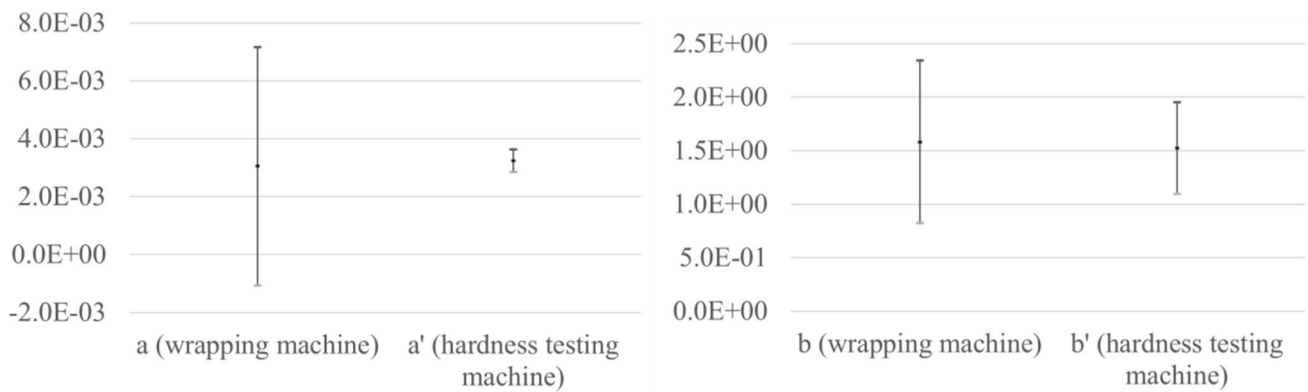 8.0E-03
6.0E-03
4.0E-03
2.0E-03
0.0E+00
-2.0E-03
a (wrapping machine)
a' (hardness testing
machine)
2.5E+00
2.0E+00
1.5E+00
1.0E+00
5.0E-01
0.0E+00
b (wrapping machine)
b' (hardness testing
machine)